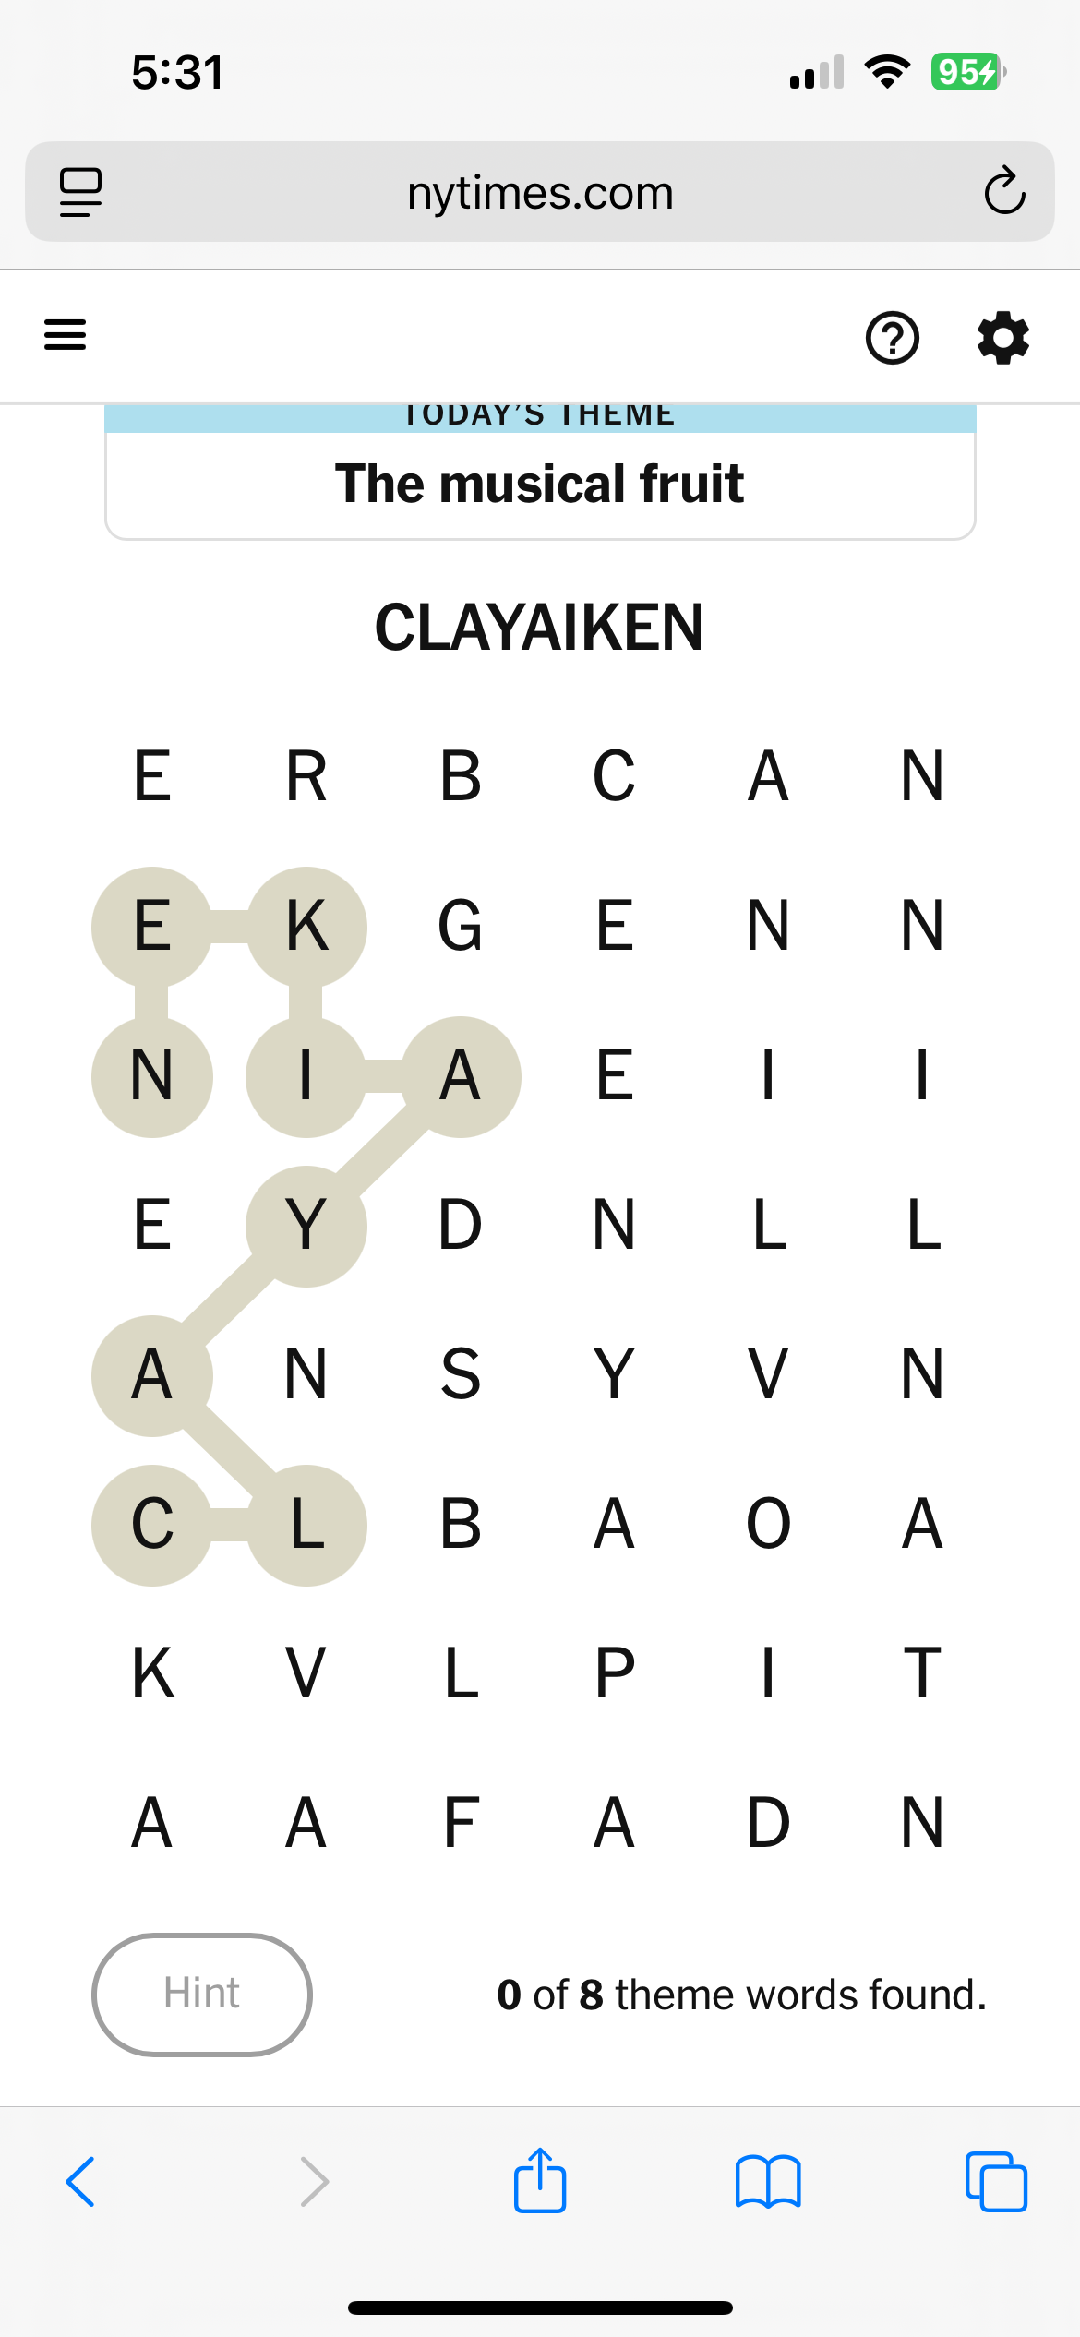 5:31
95
nytimes.com
TODAY'S THEME
The musical fruit
CLAYAIKEN
E R B C A N
E K G E N N
N I A E I I
E Y D N L L
A N S Y V N
C L B A O A
K V L P I T
A A F A D N
Hint
0 of 8 theme words found.